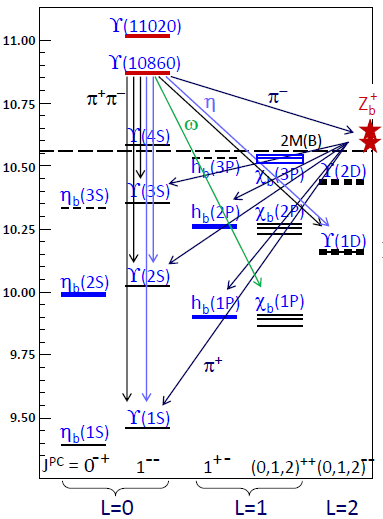 ϒ(11020)
11.00
ϒ(10860)
π⁺π⁻
η
π⁻
Z_b⁺
10.75
ω
ϒ(4S)
2M(B)
10.50
h_b(3P)
χ_b(3P)
ϒ(2D)
η_b(3S)
ϒ(3S)
h_b(2P)
χ_b(2P)
10.25
ϒ(1D)
η_b(2S)
ϒ(2S)
10.00
h_b(1P)
χ_b(1P)
9.75
π⁺
9.50
η_b(1S)
ϒ(1S)
J^PC = 0⁻⁺ 1⁻⁻ 1⁺⁻ (0,1,2)⁺⁺ (0,1,2)⁻⁻
L=0 L=1 L=2